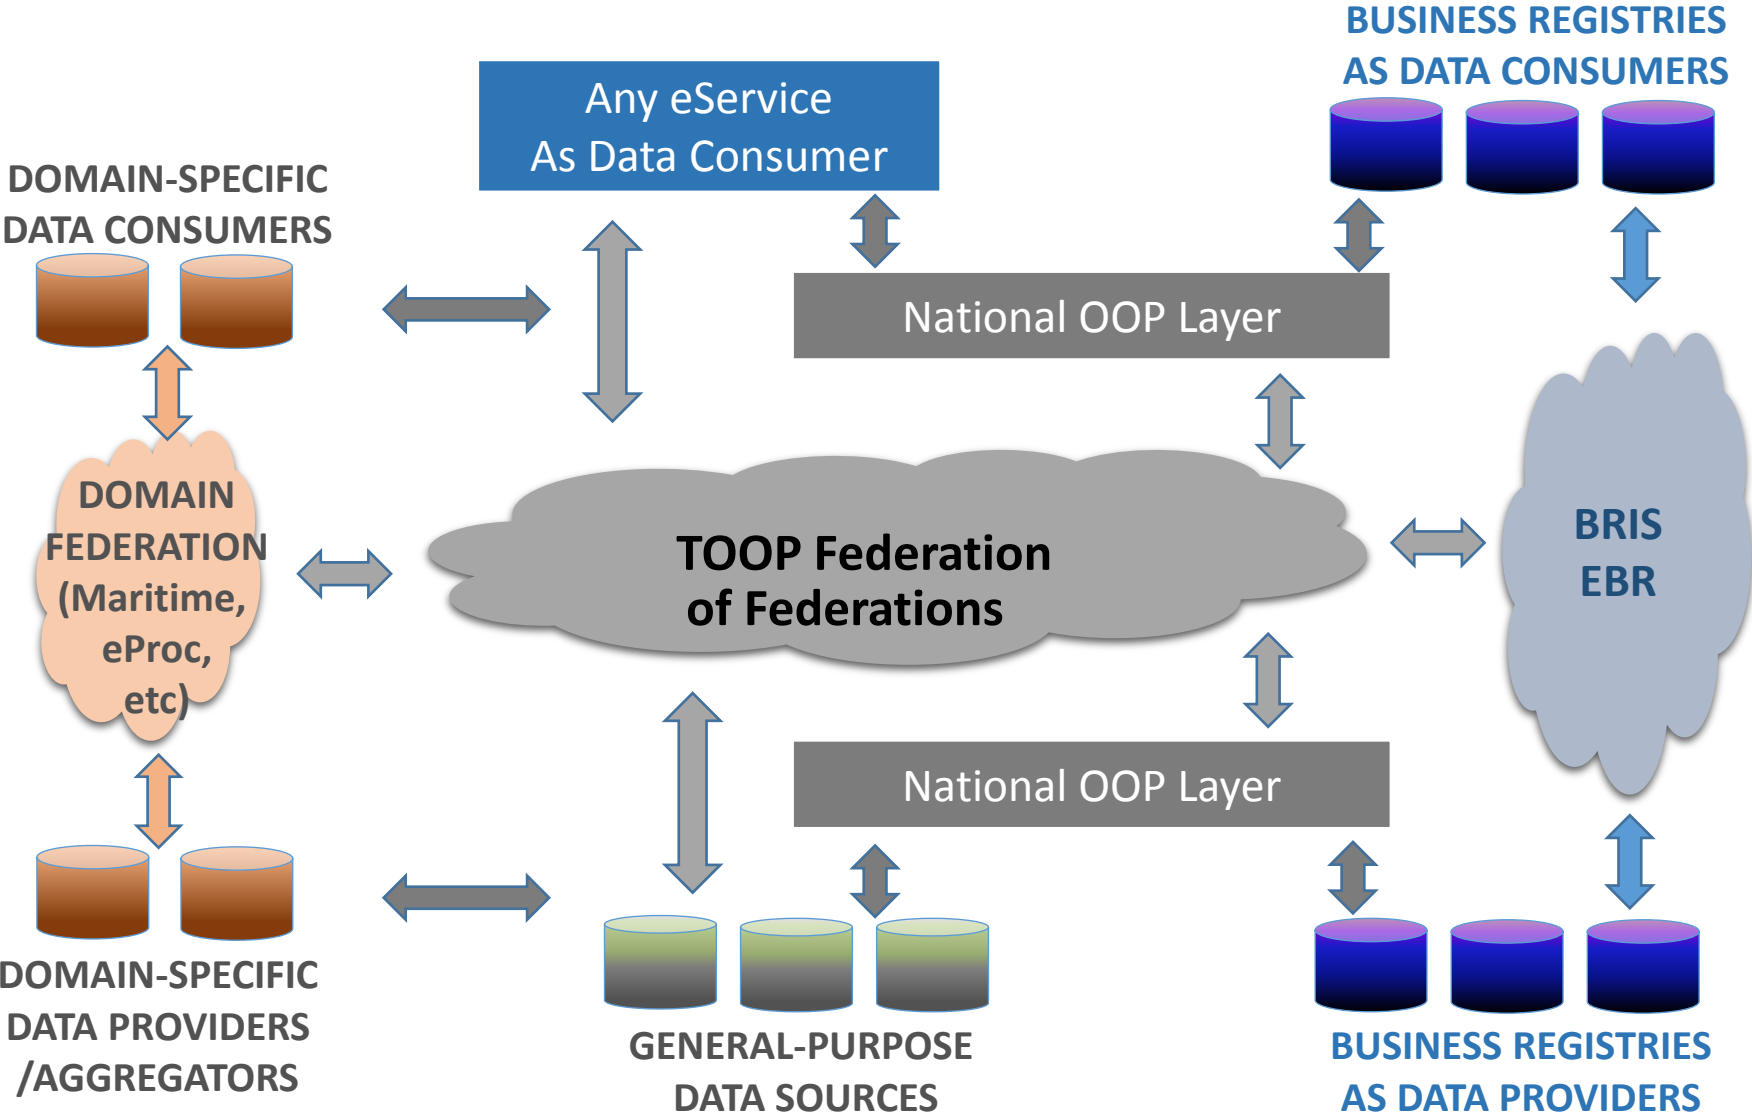 BUSINESS REGISTRIES
AS DATA CONSUMERS
Any eService
As Data Consumer
DOMAIN-SPECIFIC
DATA CONSUMERS
National OOP Layer
DOMAIN
FEDERATION
(Maritime,
eProc,
etc)
TOOP Federation
of Federations
BRIS
EBR
National OOP Layer
DOMAIN-SPECIFIC
DATA PROVIDERS
/AGGREGATORS
GENERAL-PURPOSE
DATA SOURCES
BUSINESS REGISTRIES
AS DATA PROVIDERS